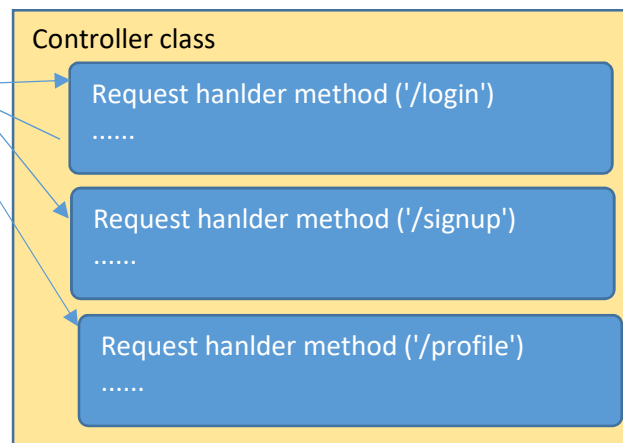 Controller class
Request hanlder method ('/login')
......
Request hanlder method ('/signup')
......
Request hanlder method ('/profile')
......